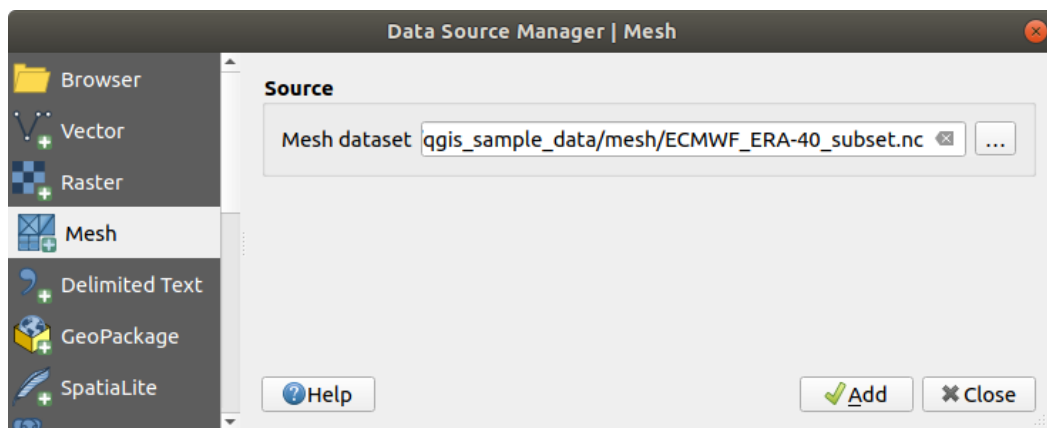 Data Source Manager | Mesh
Browser
Vector
Raster
Mesh
Delimited Text
GeoPackage
SpatiaLite
Source
Mesh dataset qgis_sample_data/mesh/ECMWF_ERA-40_subset.nc ...
Help
Add
Close